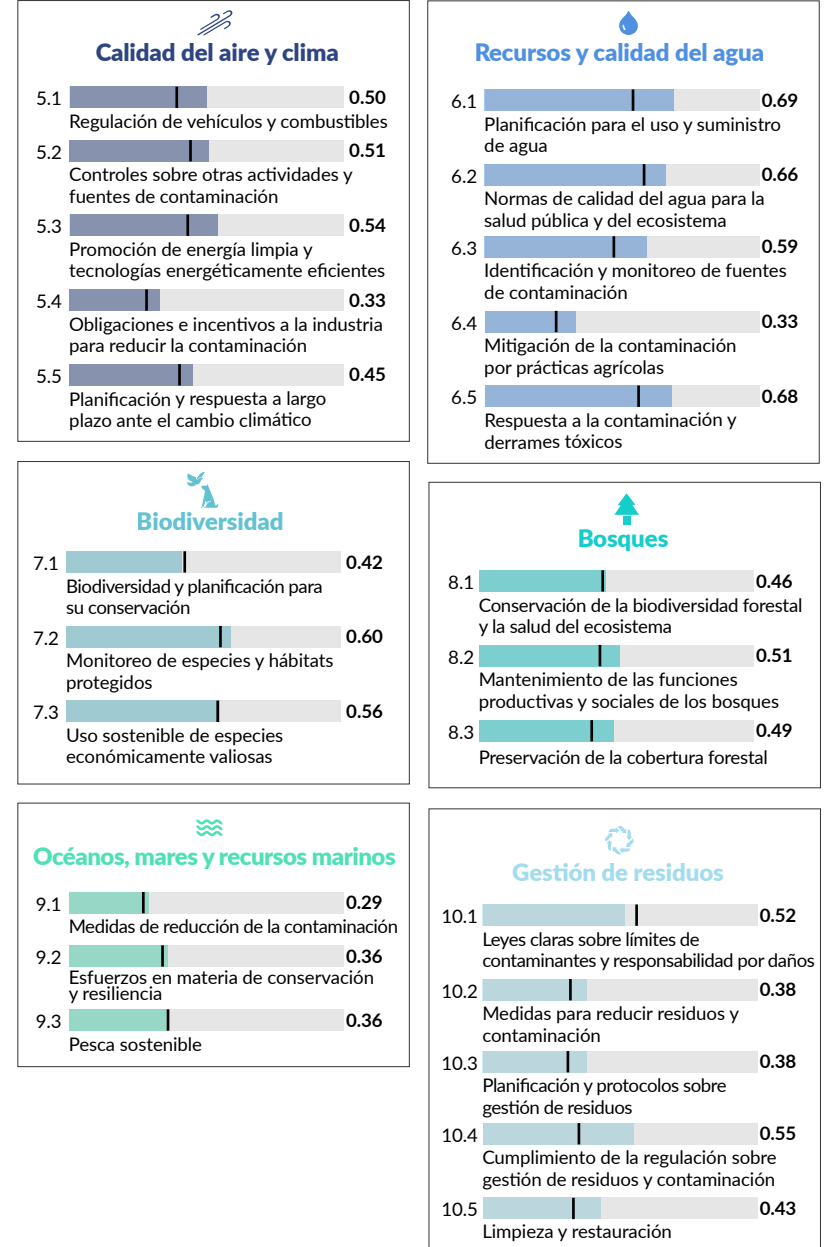 Calidad del aire y clima
5.1 0.50
Regulación de vehículos y combustibles
5.2 0.51
Controles sobre otras actividades y
fuentes de contaminación
5.3 0.54
Promoción de energía limpia y
tecnologías energéticamente eficientes
5.4 0.33
Obligaciones e incentivos a la industria
para reducir la contaminación
5.5 0.45
Planificación y respuesta a largo
plazo ante el cambio climático
Recursos y calidad del agua
6.1 0.69
Planificación para el uso y suministro
de agua
6.2 0.66
Normas de calidad del agua para la
salud pública y del ecosistema
6.3 0.59
Identificación y monitoreo de fuentes
de contaminación
6.4 0.33
Mitigación de la contaminación
por prácticas agrícolas
6.5 0.68
Respuesta a la contaminación y
derrames tóxicos
Biodiversidad
7.1 0.42
Biodiversidad y planificación para
su conservación
7.2 0.60
Monitoreo de especies y hábitats
protegidos
7.3 0.56
Uso sostenible de especies
económicamente valiosas
Bosques
8.1 0.46
Conservación de la biodiversidad forestal
y la salud del ecosistema
8.2 0.51
Mantenimiento de las funciones
productivas y sociales de los bosques
8.3 0.49
Preservación de la cobertura forestal
Océanos, mares y recursos marinos
9.1 0.29
Medidas de reducción de la contaminación
9.2 0.36
Esfuerzos en materia de conservación
y resiliencia
9.3 0.36
Pesca sostenible
Gestión de residuos
10.1 0.52
Leyes claras sobre límites de
contaminantes y responsabilidad por daños
10.2 0.38
Medidas para reducir residuos y
contaminación
10.3 0.38
Planificación y protocolos sobre
gestión de residuos
10.4 0.55
Cumplimiento de la regulación sobre
gestión de residuos y contaminación
10.5 0.43
Limpieza y restauración